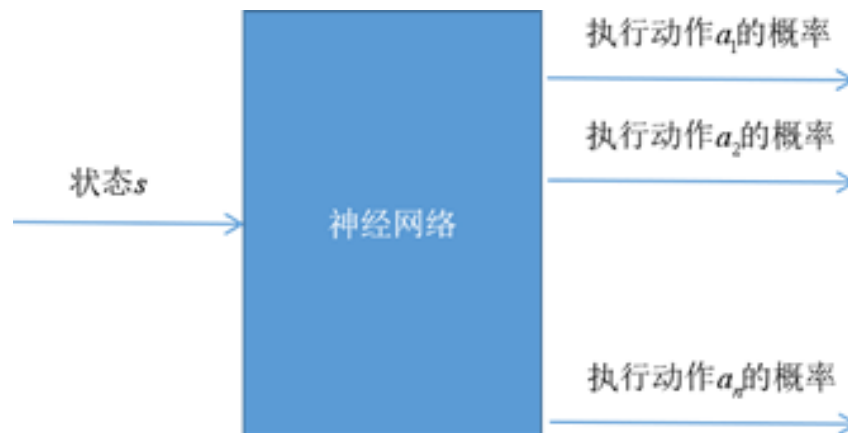 执行动作a₁的概率
执行动作a₂的概率
状态s
神经网络
执行动作aₙ的概率